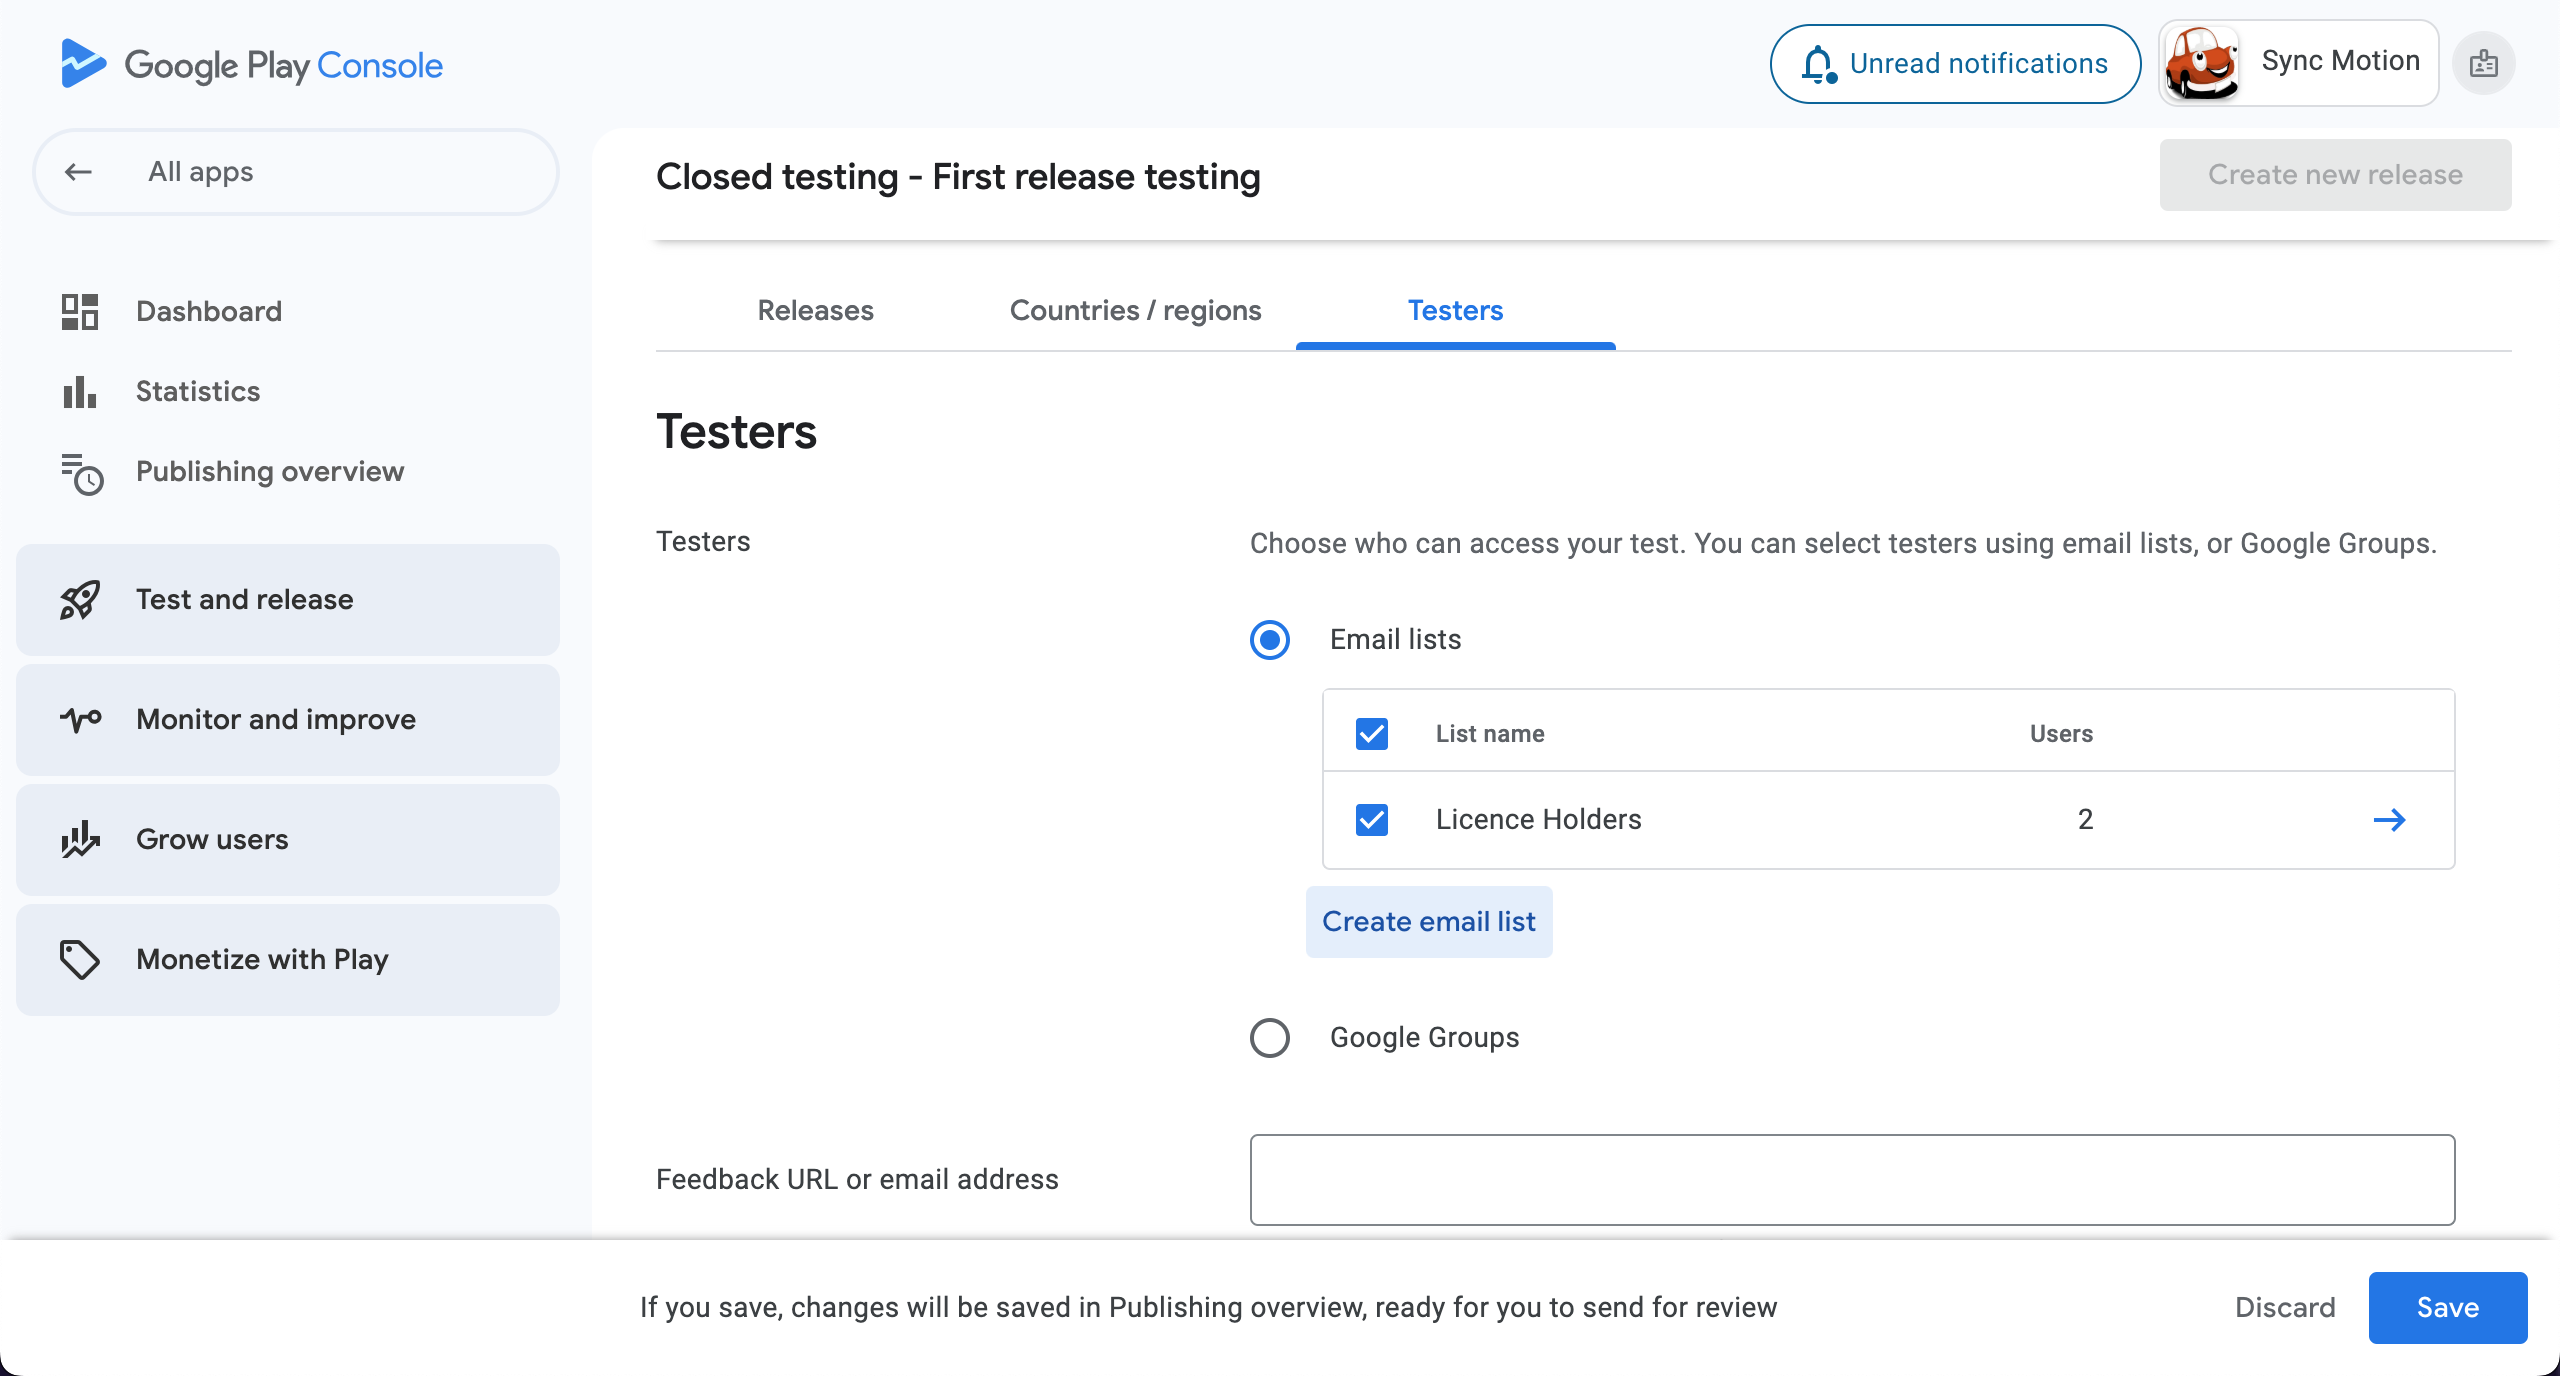 Google Play Console
Unread notifications
Sync Motion
All apps
Closed testing - First release testing
Create new release
Dashboard
Statistics
Publishing overview
Test and release
Monitor and improve
Grow users
Monetize with Play
Releases
Countries / regions
Testers
Testers
Testers
Choose who can access your test. You can select testers using email lists, or Google Groups.
Email lists
List name
Users
Licence Holders
2
Create email list
Google Groups
Feedback URL or email address
If you save, changes will be saved in Publishing overview, ready for you to send for review
Discard
Save